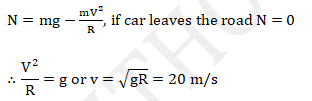 N = mg − mV²/R, if car leaves the road N = 0
∴ V²/R = g or v = √gR = 20 m/s